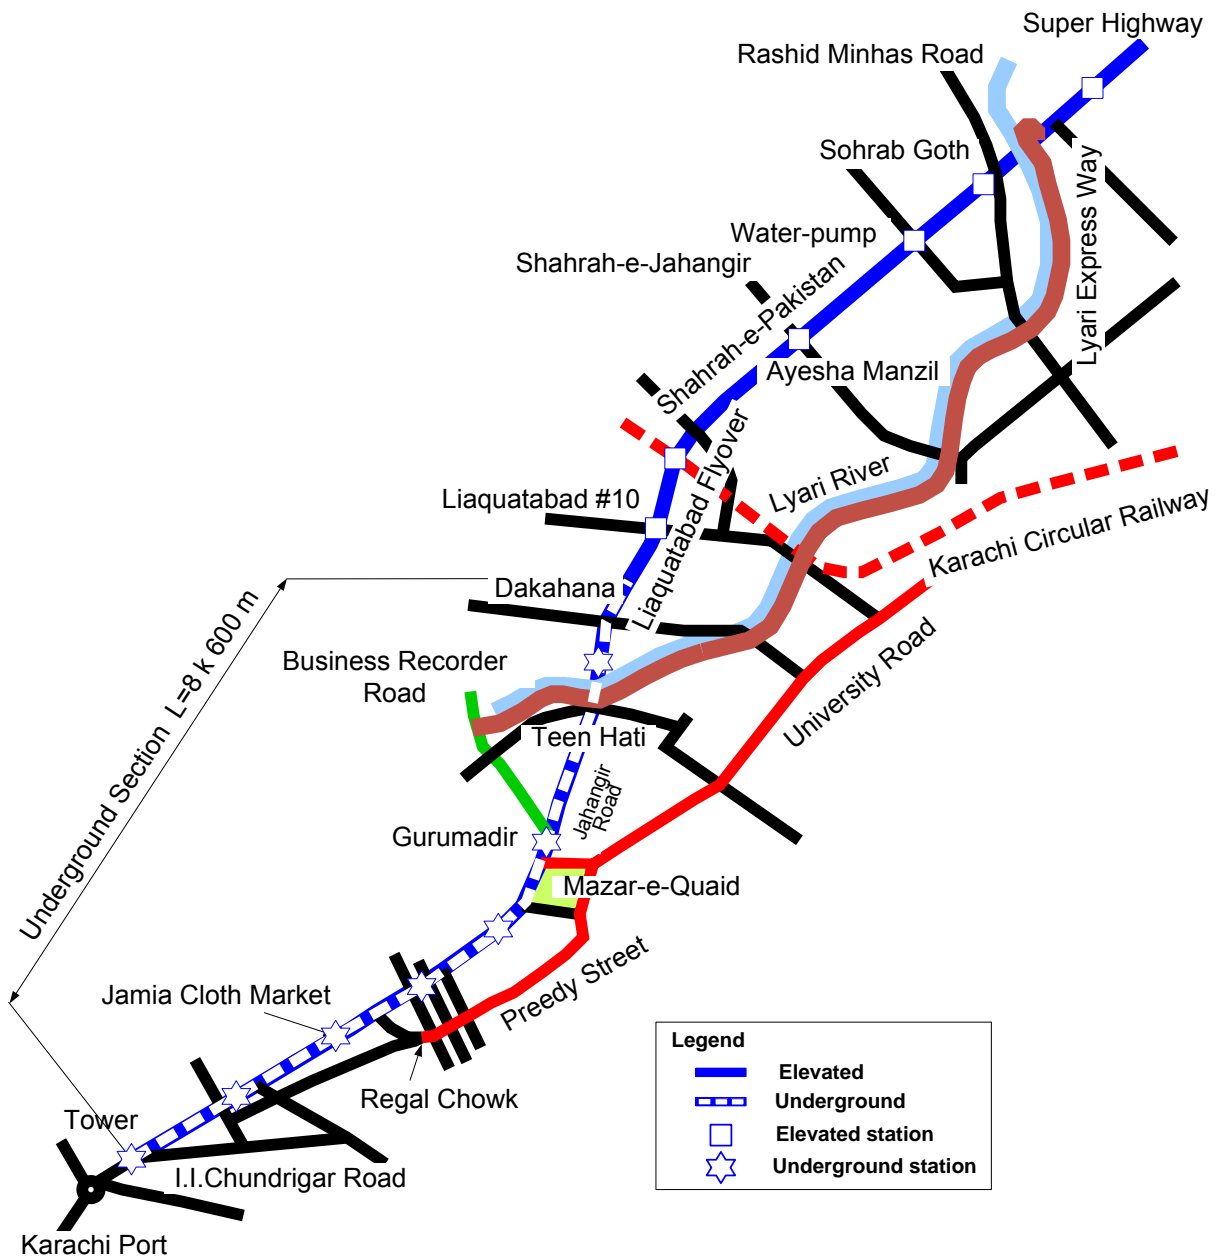 Super Highway
Rashid Minhas Road
Sohrab Goth
Lyari Express Way
Water-pump
Shahrah-e-Jahangir
Shahrah-e-Pakistan
Ayesha Manzil
Liaquatabad Flyover
Lyari River
Liaquatabad #10
Karachi Circular Railway
Dakahana
University Road
Business Recorder
Road
Underground Section L=8 k 600 m
Teen Hati
Jahangir
Road
Gurumadir
Mazar-e-Quaid
Preedy Street
Jamia Cloth Market
Regal Chowk
Tower
I.I.Chundrigar Road
Karachi Port
Legend
Elevated
Underground
Elevated station
Underground station